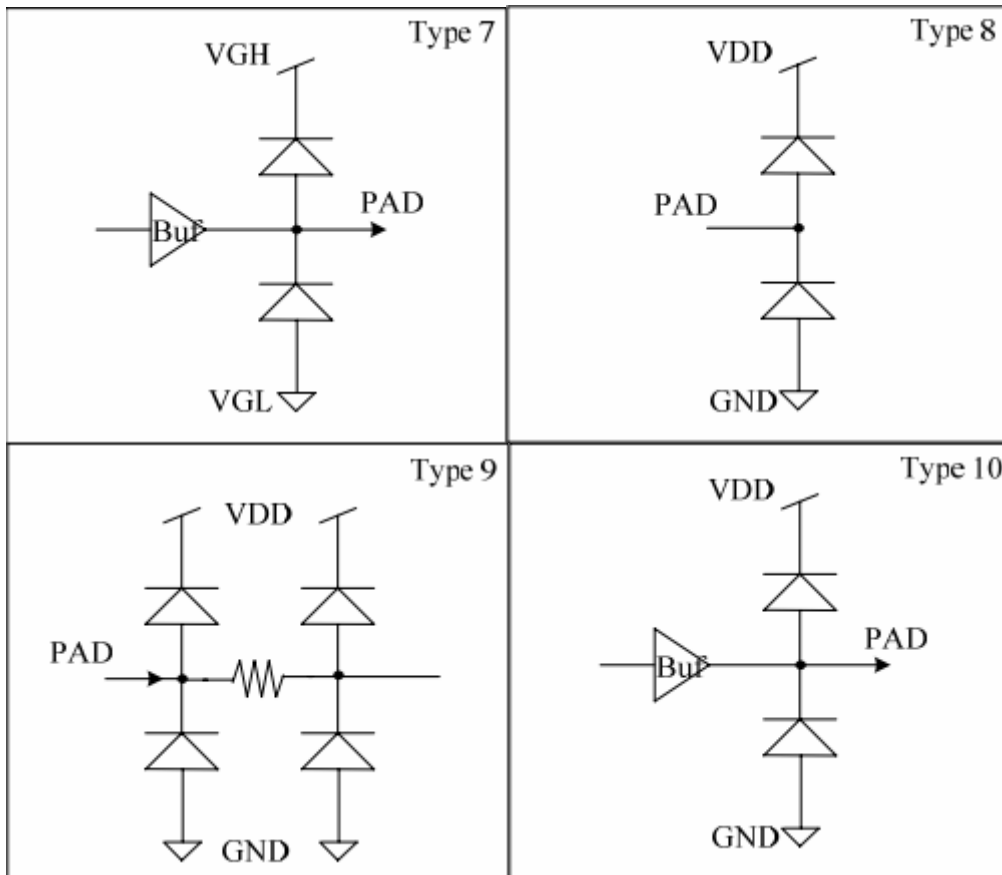 Type 7
VGH
PAD
Buf
VGL
Type 8
VDD
PAD
GND
Type 9
VDD
PAD
GND
Type 10
VDD
PAD
Buf
GND